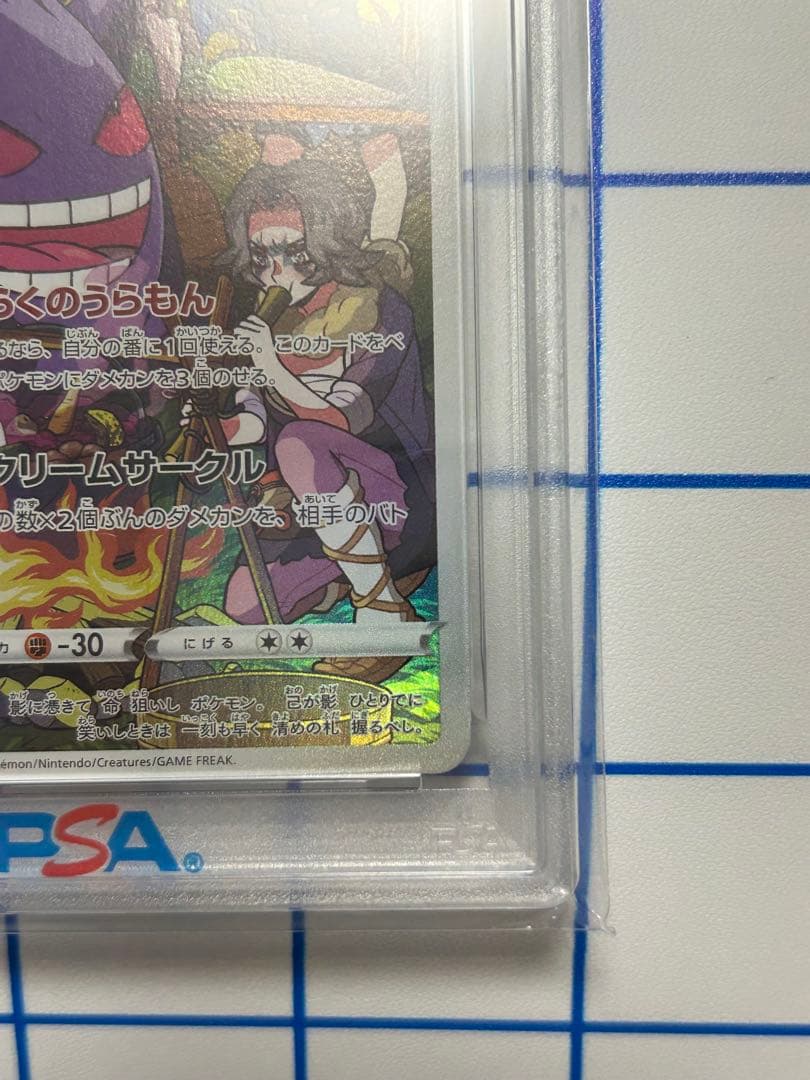 ちくのうらもん
るなら、自分の番に1回使える。このカードをベ
ポケモンにダメカンを3個のせる。
クリームサークル
の数×2個ぶんのダメカンを、相手のバト
力 -30 にげる
影に憑きて 命 狙いし ポケモン。 己が影 ひとりでに
笑いしときは 一刻も早く 清めの札 握るべし。
émon/Nintendo/Creatures/GAME FREAK.
PSA®
PSA